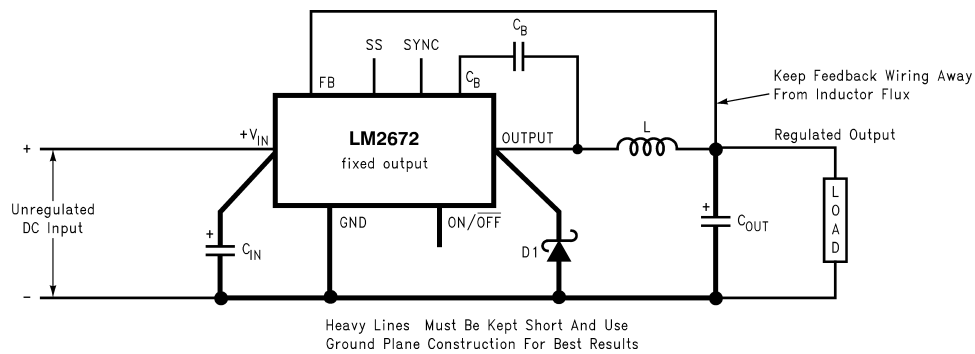 C_B
SS SYNC
FB C_B
Keep Feedback Wiring Away
From Inductor Flux
+V_IN LM2672 OUTPUT L Regulated Output
fixed output
+
Unregulated
DC Input
GND ON/O̅F̅F̅
+ C_IN D1 + C_OUT LOAD
−
Heavy Lines Must Be Kept Short And Use
Ground Plane Construction For Best Results